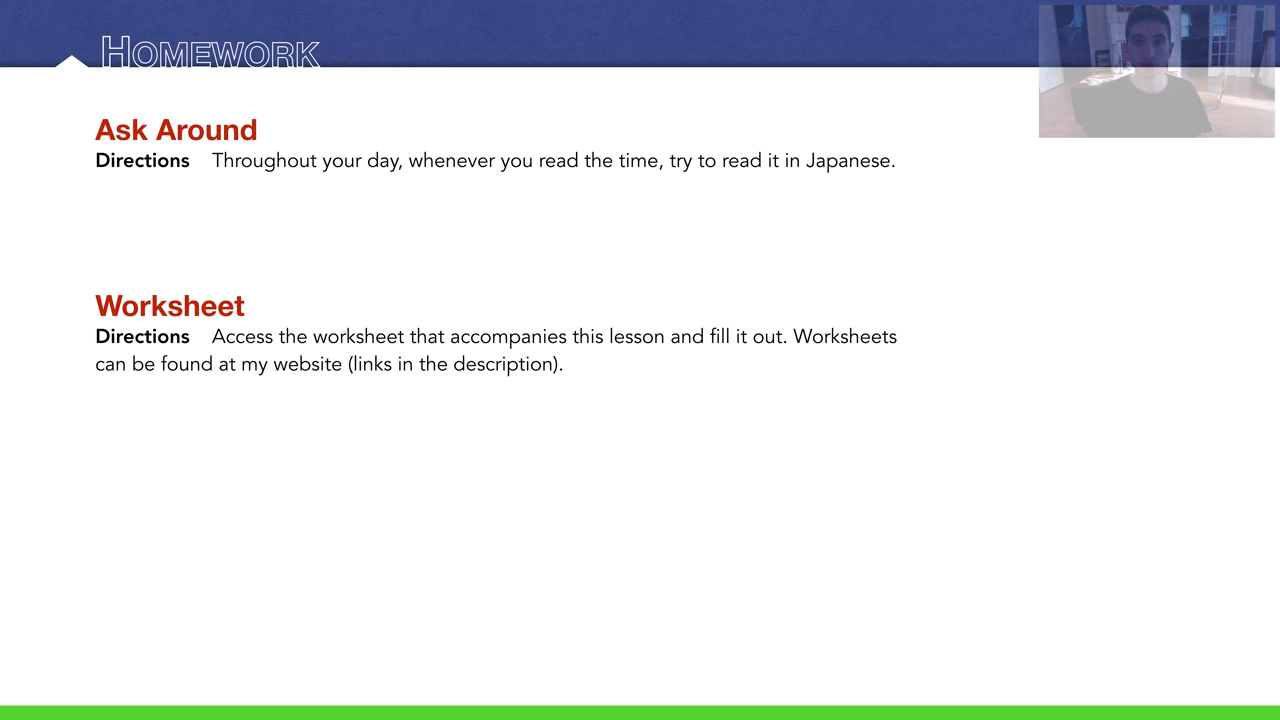 HOMEWORK
Ask Around
Directions Throughout your day, whenever you read the time, try to read it in Japanese.
Worksheet
Directions Access the worksheet that accompanies this lesson and fill it out. Worksheets
can be found at my website (links in the description).